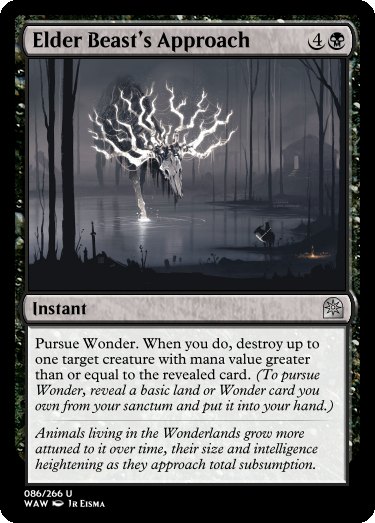 Elder Beast's Approach 4
Instant
Pursue Wonder. When you do, destroy up to
one target creature with mana value greater
than or equal to the revealed card. (To pursue
Wonder, reveal a basic land or Wonder card you
own from your sanctum and put it into your hand.)
Animals living in the Wonderlands grow more
attuned to it over time, their size and intelligence
heightening as they approach total subsumption.
086/266 U
WAW Jr Eisma